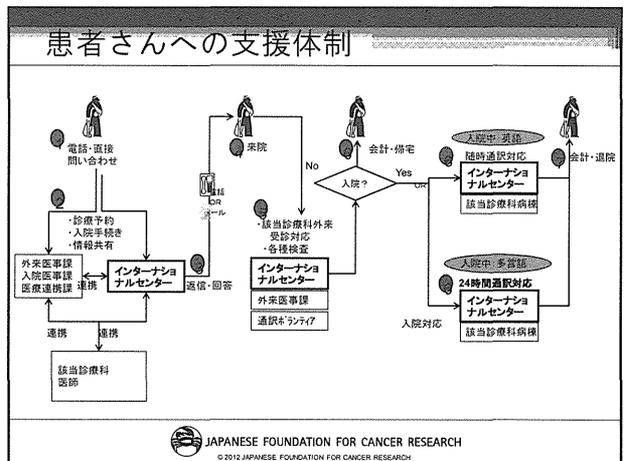 患者さんへの支援体制
電話・直接
問い合わせ
・診療予約
・入院手続き
・情報共有
外来医事課
入院医事課
医療連携課
連携
インターナショ
ナルセンター
返信・回答
連携
連携
該当診療科
医師
電話
OR
メール
来院
・該当診療科外来
受診対応
・各種検査
インターナショ
ナルセンター
外来医事課
通訳ボランティア
会計・帰宅
No
入院?
Yes
OR
入院中 英語
随時通訳対応
インターナショ
ナルセンター
該当診療科病棟
会計・退院
入院中 多言語
24時間通訳対応
インターナショ
ナルセンター
該当診療科病棟
入院対応
JAPANESE FOUNDATION FOR CANCER RESEARCH
© 2012 JAPANESE FOUNDATION FOR CANCER RESEARCH